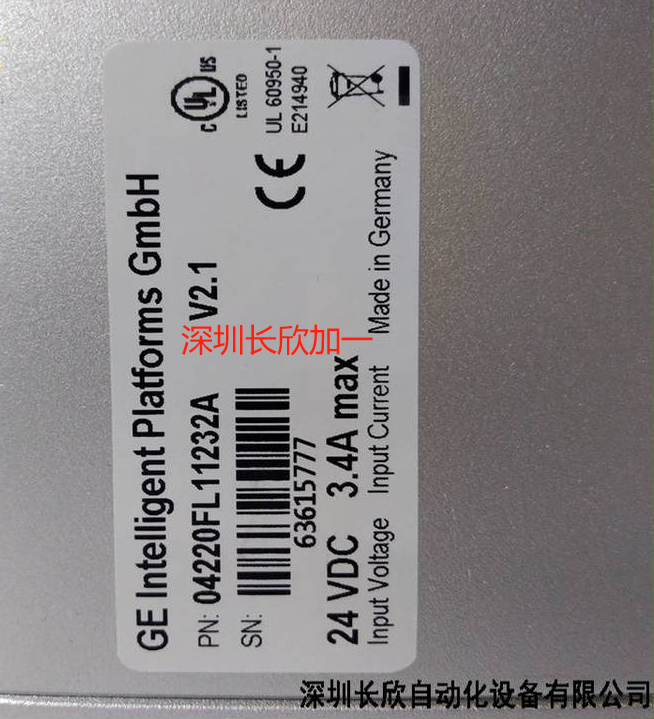 GE Intelligent Platforms GmbH
PN: 04220FL11232A V2.1
SN:
63615777
24 VDC 3.4A max
Input Voltage Input Current Made in Germany
c UL US
LISTED
UL 60950-1
E214940
CE
深圳长欣加一
深圳长欣自动化设备有限公司